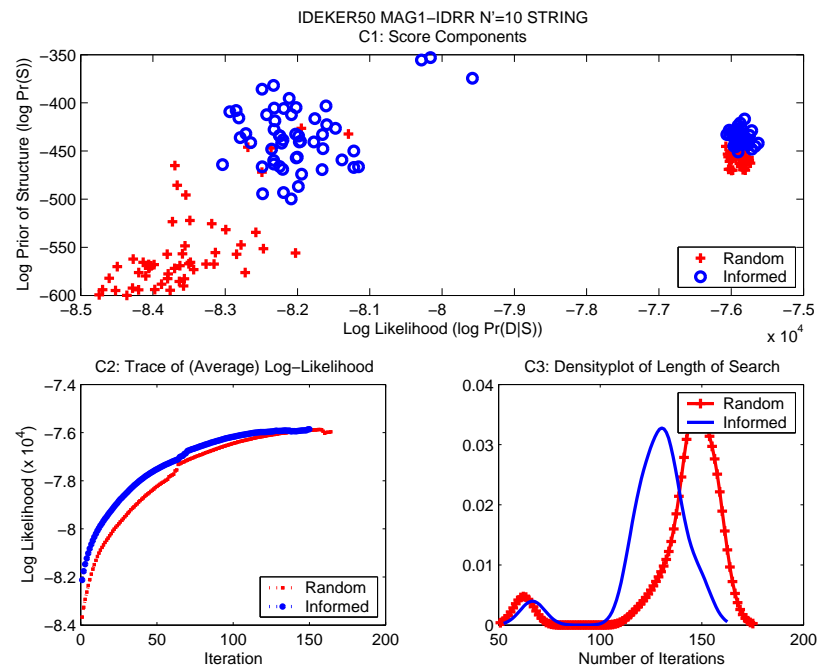 IDEKER50 MAG1−IDRR N'=10 STRING
C1: Score Components
Log Prior of Structure (log Pr(S))
−350
−400
−450
−500
−550
−600
−8.5 −8.4 −8.3 −8.2 −8.1 −8 −7.9 −7.8 −7.7 −7.6 −7.5
Log Likelihood (log Pr(D|S))
x 10^4
Random
Informed
C2: Trace of (Average) Log−Likelihood
Log Likelihood (x 10^4)
−7.4
−7.6
−7.8
−8
−8.2
−8.4
0 50 100 150 200
Iteration
Random
Informed
C3: Densityplot of Length of Search
0.04
0.03
0.02
0.01
0
50 100 150 200
Number of Iterations
Random
Informed